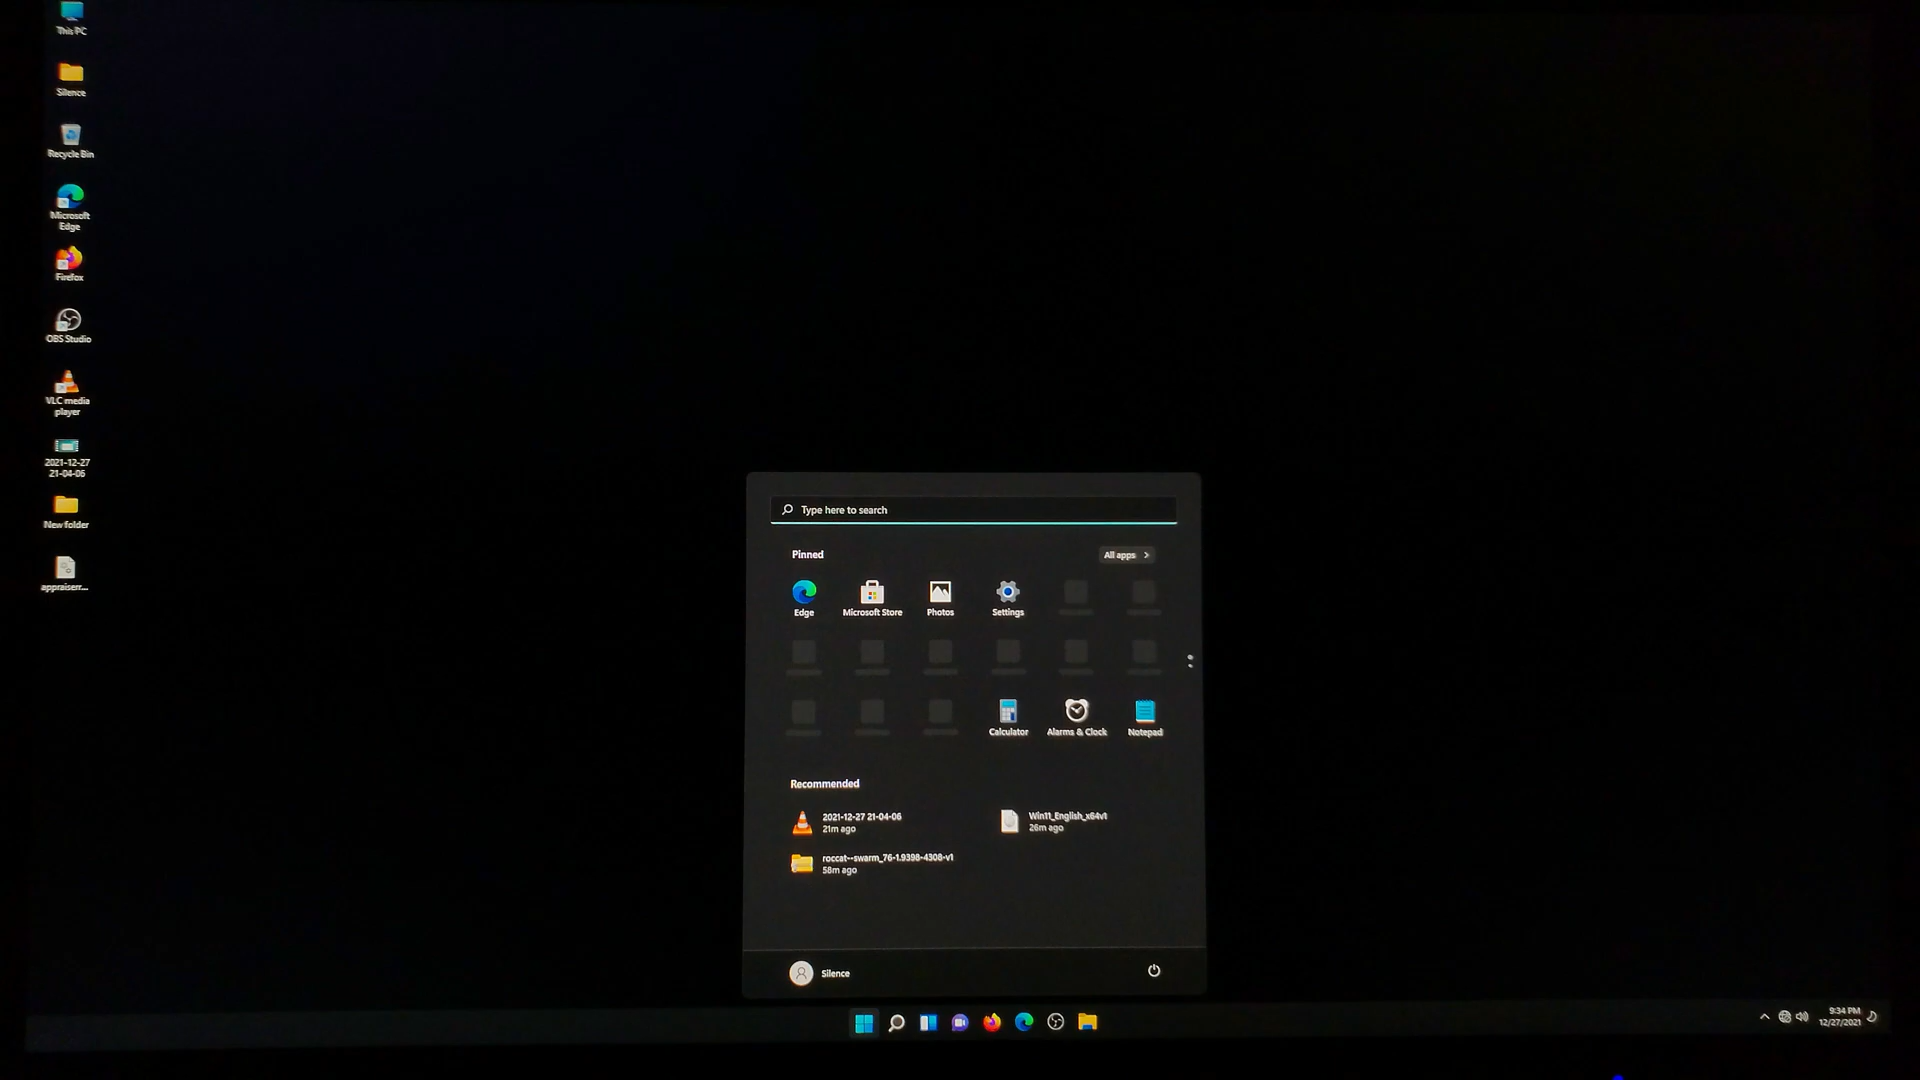 This PC
Silence
Recycle Bin
Microsoft
Edge
Firefox
OBS Studio
VLC media
player
2021-12-27
21-04-06
New folder
appraiserr...
Type here to search
Pinned
All apps
Edge
Microsoft Store
Photos
Settings
Calculator
Alarms & Clock
Notepad
Recommended
2021-12-27 21-04-06
21m ago
Win11_English_x64v1
26m ago
roccat--swarm_76-1.9398-4308-v1
58m ago
Silence
9:34 PM
12/27/2021